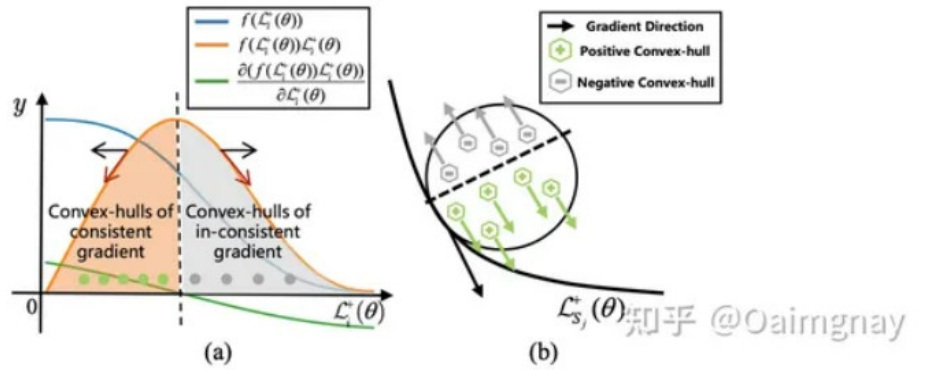 f(ℒᵢ⁺(θ))
f(ℒᵢ⁺(θ))ℒᵢ⁺(θ)
∂(f(ℒᵢ⁺(θ))ℒᵢ⁺(θ))
∂ℒᵢ⁺(θ)
y
Convex-hulls of consistent gradient
Convex-hulls of in-consistent gradient
0
ℒᵢ⁺(θ)
(a)
Gradient Direction
Positive Convex-hull
Negative Convex-hull
ℒ⁺_{S_j}(θ)
(b)
知乎 @Oaimgnay